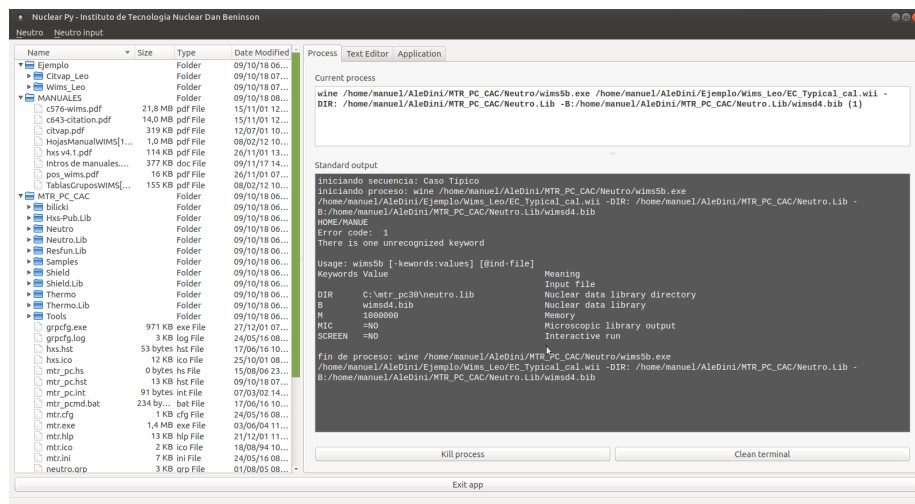 Nuclear Py - Instituto de Tecnologia Nuclear Dan Beninson
Neutro Neutro input
Name Size Type Date Modified
Ejemplo Folder 09/10/18 06...
Citvap_Leo Folder 09/10/18 07...
Wims_Leo Folder 09/10/18 07...
MANUALES Folder 09/10/18 08...
c576-wims.pdf 21,8 MB pdf File 15/11/01 12...
c643-citation.pdf 14,0 MB pdf File 15/11/01 12...
citvap.pdf 319 KB pdf File 12/07/01 10...
HojasManualWIMS[1... 1,0 MB pdf File 08/02/12 10...
hxs v4.1.pdf 114 KB pdf File 26/11/01 13...
Intros de manuales.... 377 KB doc File 09/11/17 14...
pos_wims.pdf 16 KB pdf File 26/11/01 07...
TablasGruposWIMS[... 155 KB pdf File 08/02/12 10...
MTR_PC_CAC Folder 09/10/18 06...
bilicki Folder 09/10/18 06...
Hxs-Pub.Lib Folder 09/10/18 06...
Neutro Folder 09/10/18 06...
Neutro.Lib Folder 09/10/18 06...
Resfun.Lib Folder 09/10/18 06...
Samples Folder 09/10/18 06...
Shield Folder 09/10/18 06...
Shield.Lib Folder 09/10/18 06...
Thermo Folder 09/10/18 06...
Thermo.Lib Folder 09/10/18 06...
Tools Folder 09/10/18 06...
grpcfg.exe 971 KB exe File 27/12/01 07...
grpcfg.log 3 KB log File 24/05/16 08...
hxs.hst 53 bytes hst File 17/06/16 10...
hxs.ico 12 KB ico File 25/10/01 08...
mtr_pc.hs 0 bytes hs File 15/08/06 23...
mtr_pc.hst 13 KB hst File 09/10/18 07...
mtr_pc.int 91 bytes int File 07/03/02 14...
mtr_pcmd.bat 234 by... bat File 17/06/16 10...
mtr.cfg 1 KB cfg File 24/05/16 08...
mtr.exe 1,4 MB exe File 03/06/04 11...
mtr.hlp 13 KB hlp File 21/12/01 11...
mtr.ico 2 KB ico File 18/08/94 10...
mtr.ini 7 KB ini File 24/05/16 08...
neutro.grp 3 KB grp File 01/08/05 08...
Process Text Editor Application
Current process
wine /home/manuel/AleDini/MTR_PC_CAC/Neutro/wims5b.exe /home/manuel/AleDini/Ejemplo/Wims_Leo/EC_Typical_cal.wii -
DIR: /home/manuel/AleDini/MTR_PC_CAC/Neutro.Lib -B:/home/manuel/AleDini/MTR_PC_CAC/Neutro.Lib/wimsd4.bib (1)
Standard output
iniciando secuencia: Caso Tipico
iniciando proceso: wine /home/manuel/AleDini/MTR_PC_CAC/Neutro/wims5b.exe
/home/manuel/AleDini/Ejemplo/Wims_Leo/EC_Typical_cal.wii -DIR: /home/manuel/AleDini/MTR_PC_CAC/Neutro.Lib -
B:/home/manuel/AleDini/MTR_PC_CAC/Neutro.Lib/wimsd4.bib
HOME/MANUE
Error code: 1
There is one unrecognized keyword
Usage: wims5b [-kewords:values] [@ind-file]
Keywords Value Meaning
Input file
DIR C:\mtr_pc30\neutro.lib Nuclear data library directory
B wimsd4.bib Nuclear data library
M 1000000 Memory
MIC =NO Microscopic library output
SCREEN =NO Interactive run
fin de proceso: wine /home/manuel/AleDini/MTR_PC_CAC/Neutro/wims5b.exe
/home/manuel/AleDini/Ejemplo/Wims_Leo/EC_Typical_cal.wii -DIR: /home/manuel/AleDini/MTR_PC_CAC/Neutro.Lib -
B:/home/manuel/AleDini/MTR_PC_CAC/Neutro.Lib/wimsd4.bib
Kill process Clean terminal
Exit app